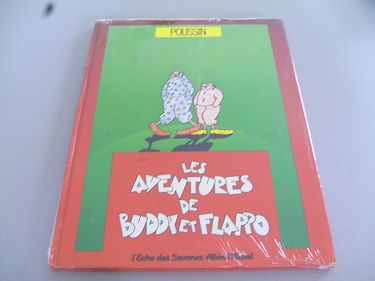 POUSSIN
LES
AVENTURES
DE
BUDDY ET FLAPPO
l'Echo des Savanes/Albin Michel